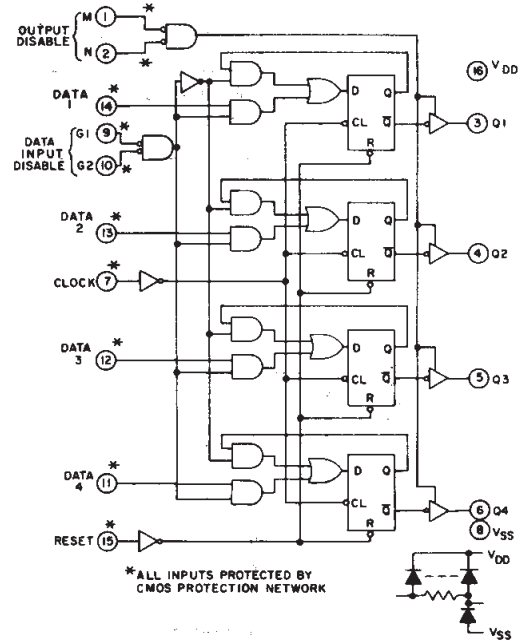 OUTPUT DISABLE
M 1 *
N 2 *
16 VDD
DATA 1 14 *
D Q
CL Q̅
R
3 Q1
DATA INPUT DISABLE
G1 9 *
G2 10 *
DATA 2 13 *
D Q
CL Q̅
R
4 Q2
CLOCK 7 *
DATA 3 12 *
D Q
CL Q̅
R
5 Q3
DATA 4 11 *
D Q
CL Q̅
R
6 Q4
8 VSS
RESET 15 *
*ALL INPUTS PROTECTED BY
CMOS PROTECTION NETWORK
VDD
VSS